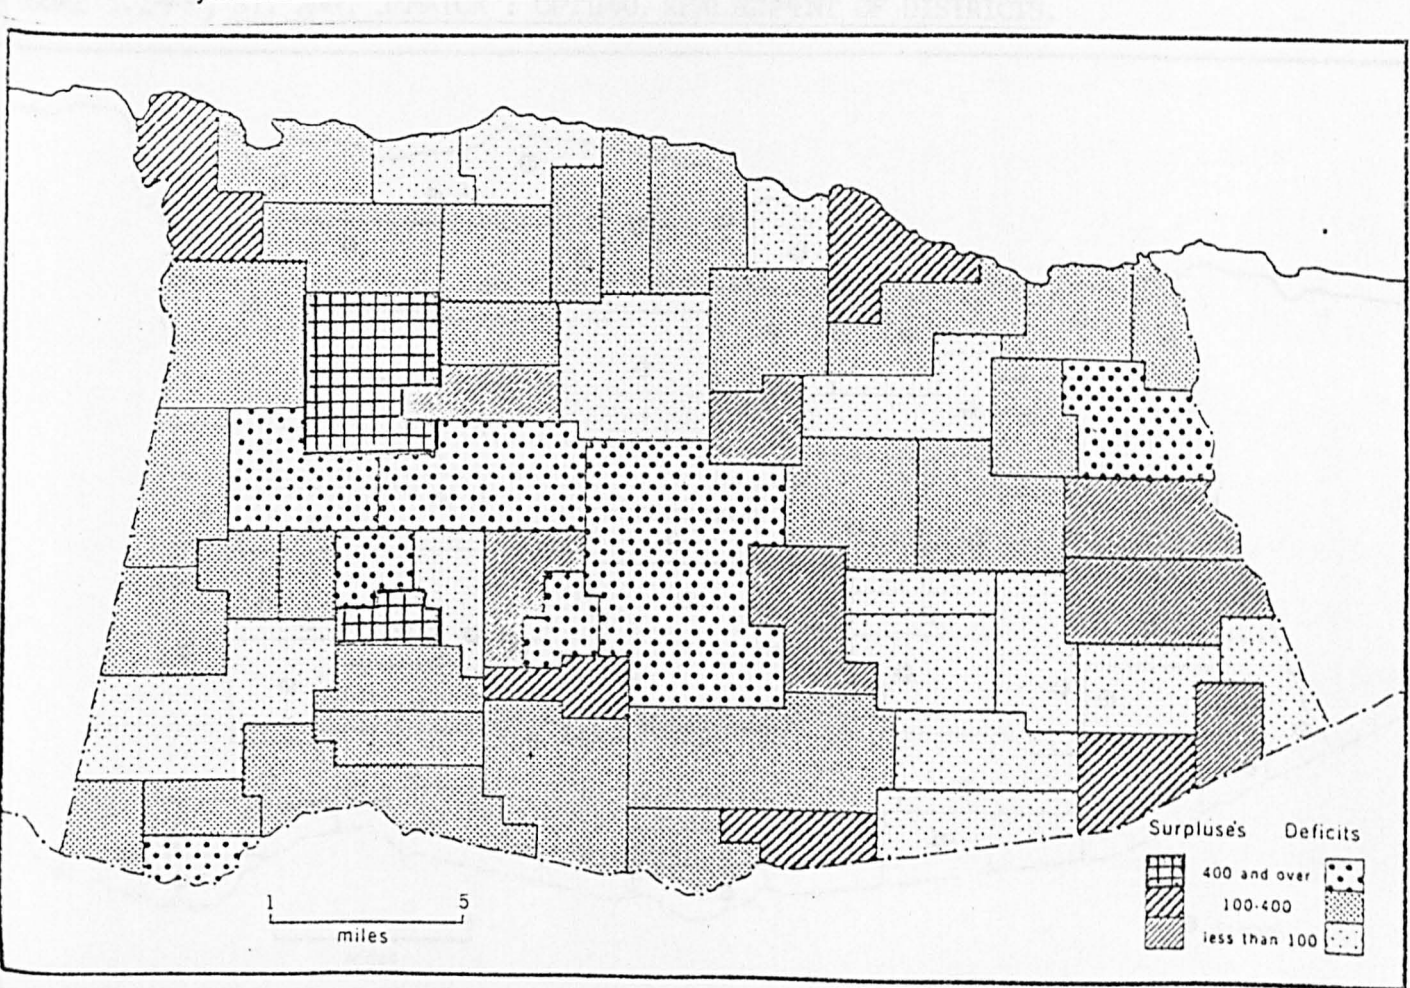 Surpluses Deficits
400 and over
100-400
less than 100
1 5
miles